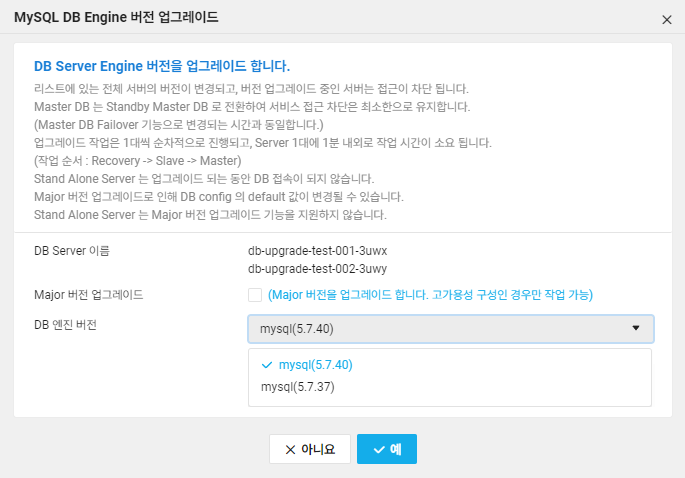 MySQL DB Engine 버전 업그레이드
DB Server Engine 버전을 업그레이드 합니다.
리스트에 있는 전체 서버의 버전이 변경되고, 버전 업그레이드 중인 서버는 접근이 차단 됩니다.
Master DB 는 Standby Master DB 로 전환하여 서비스 접근 차단은 최소한으로 유지합니다.
(Master DB Failover 기능으로 변경되는 시간과 동일합니다.)
업그레이드 작업은 1대씩 순차적으로 진행되고, Server 1대에 1분 내외로 작업 시간이 소요 됩니다.
(작업 순서 : Recovery -> Slave -> Master)
Stand Alone Server 는 업그레이드 되는 동안 DB 접속이 되지 않습니다.
Major 버전 업그레이드로 인해 DB config 의 default 값이 변경될 수 있습니다.
Stand Alone Server 는 Major 버전 업그레이드 기능을 지원하지 않습니다.
DB Server 이름 db-upgrade-test-001-3uwx
db-upgrade-test-002-3uwy
Major 버전 업그레이드 (Major 버전을 업그레이드 합니다. 고가용성 구성인 경우만 작업 가능)
DB 엔진 버전 mysql(5.7.40)
mysql(5.7.40)
mysql(5.7.37)
아니요 예